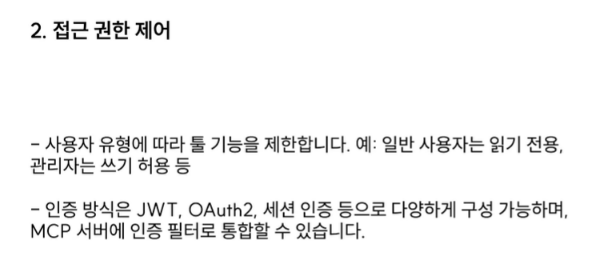 2. 접근 권한 제어
- 사용자 유형에 따라 툴 기능을 제한합니다. 예: 일반 사용자는 읽기 전용,
관리자는 쓰기 허용 등
- 인증 방식은 JWT, OAuth2, 세션 인증 등으로 다양하게 구성 가능하며,
MCP 서버에 인증 필터로 통합할 수 있습니다.